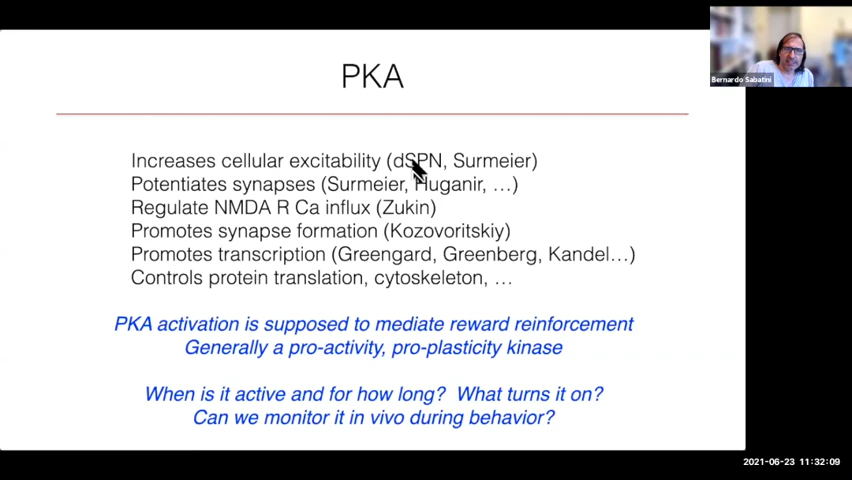 PKA
Bernardo Sabatini
Increases cellular excitability (dSPN, Surmeier)
Potentiates synapses (Surmeier, Huganir, …)
Regulate NMDA R Ca influx (Zukin)
Promotes synapse formation (Kozovoritskiy)
Promotes transcription (Greengard, Greenberg, Kandel…)
Controls protein translation, cytoskeleton, …
PKA activation is supposed to mediate reward reinforcement
Generally a pro-activity, pro-plasticity kinase
When is it active and for how long? What turns it on?
Can we monitor it in vivo during behavior?
2021-06-23 11:32:09